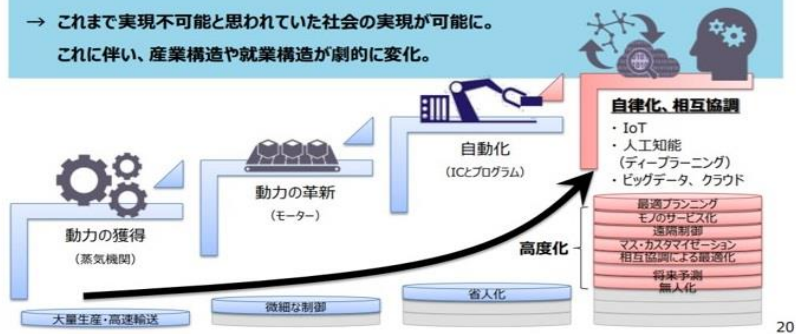 → これまで実現不可能と思われていた社会の実現が可能に。
これに伴い、産業構造や就業構造が劇的に変化。
自律化、相互協調
・IoT
・人工知能
（ディープラーニング）
・ビッグデータ、クラウド
自動化
（ICとプログラム）
動力の革新
（モーター）
動力の獲得
（蒸気機関）
高度化
最適プランニング
モノのサービス化
遠隔制御
マス・カスタマイゼーション
相互協調による最適化
将来予測
無人化
省人化
微細な制御
大量生産・高速輸送
20